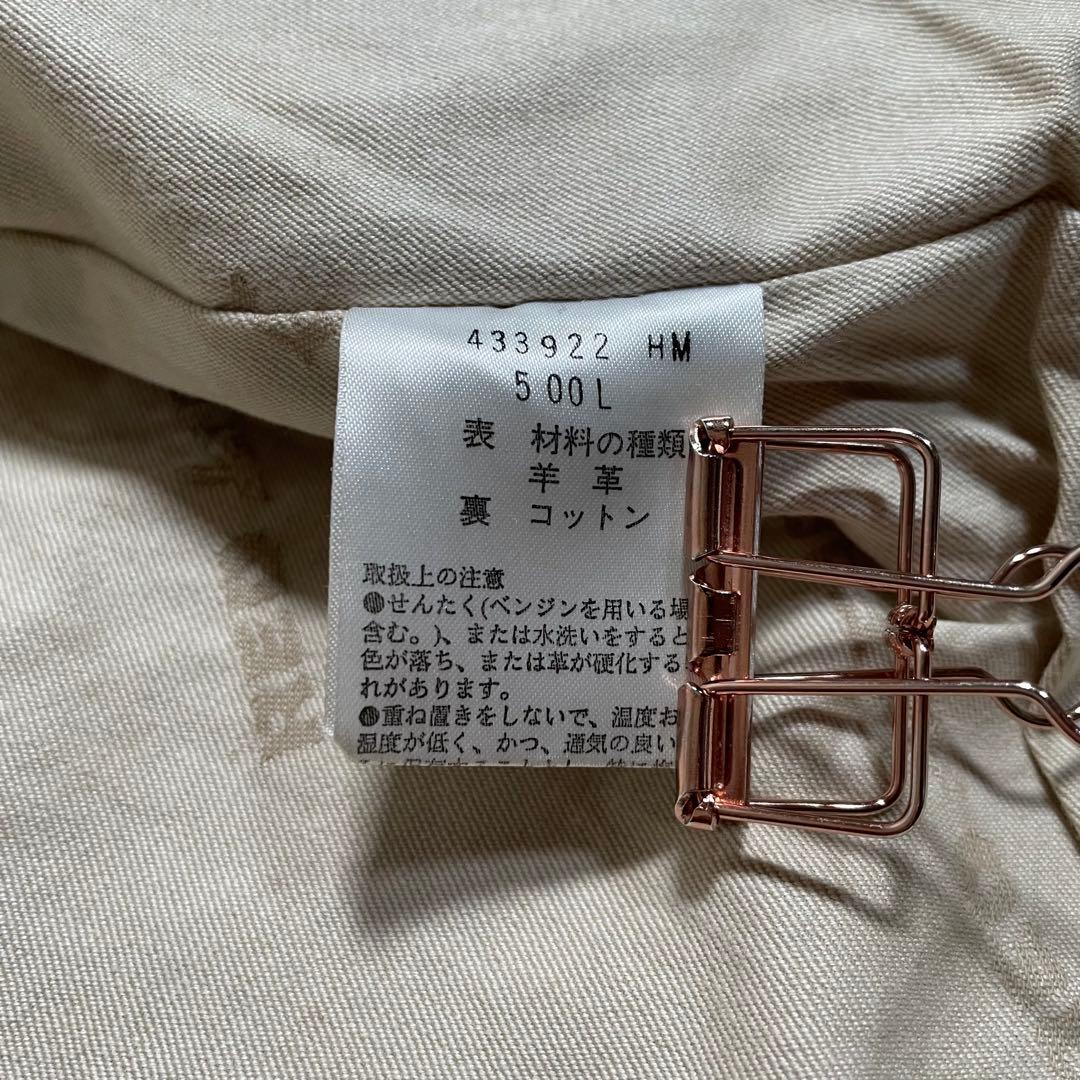 433922 HM
500L
表 材料の種類
羊革
裏 コットン
取扱上の注意
●せんたく(ベンジンを用いる場
含む。)、または水洗いをすると
色が落ち、または革が硬化する
れがあります。
●重ね置きをしないで、温度お
湿度が低く、かつ、通気の良い